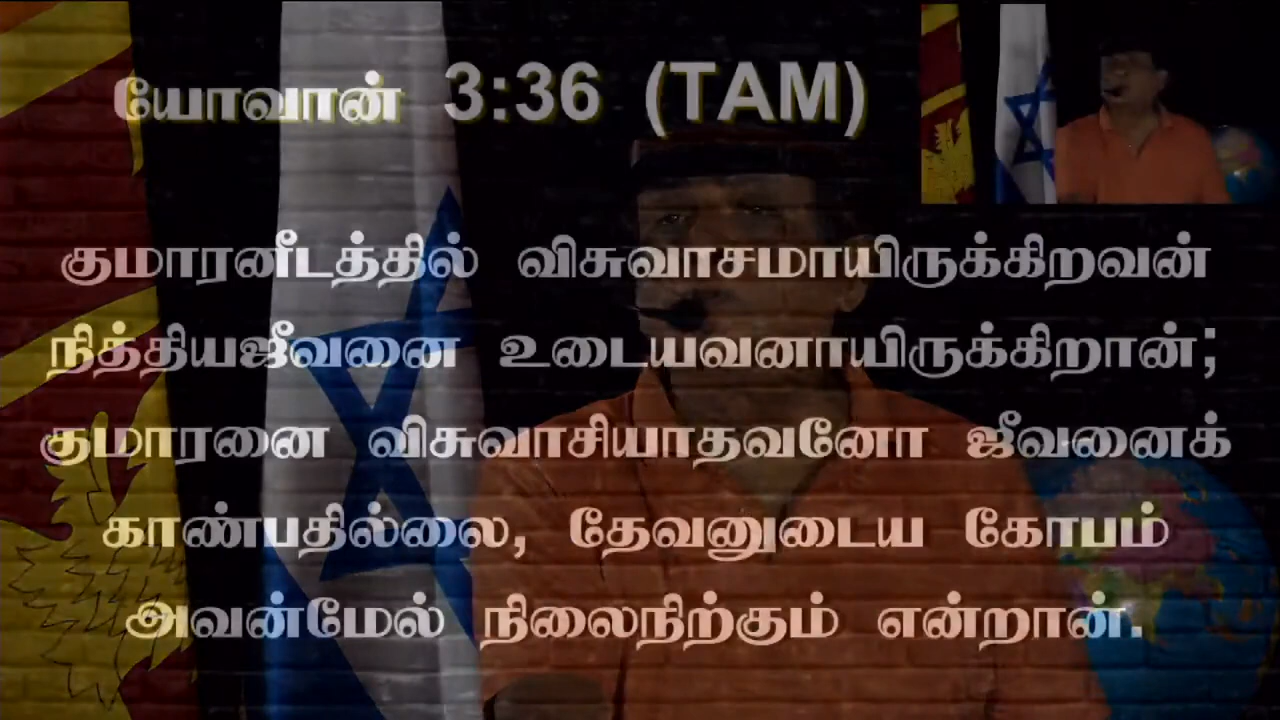 யோவான் 3:36 (TAM)
குமாரனீடத்தில் விசுவாசமாயிருக்கிறவன்
நித்தியஜீவனை உடையவனாயிருக்கிறான்;
குமாரனை விசுவாசியாதவனோ ஜீவனைக்
காண்பதில்லை, தேவனுடைய கோபம்
அவன்மேல் நிலைநிற்கும் என்றான்.